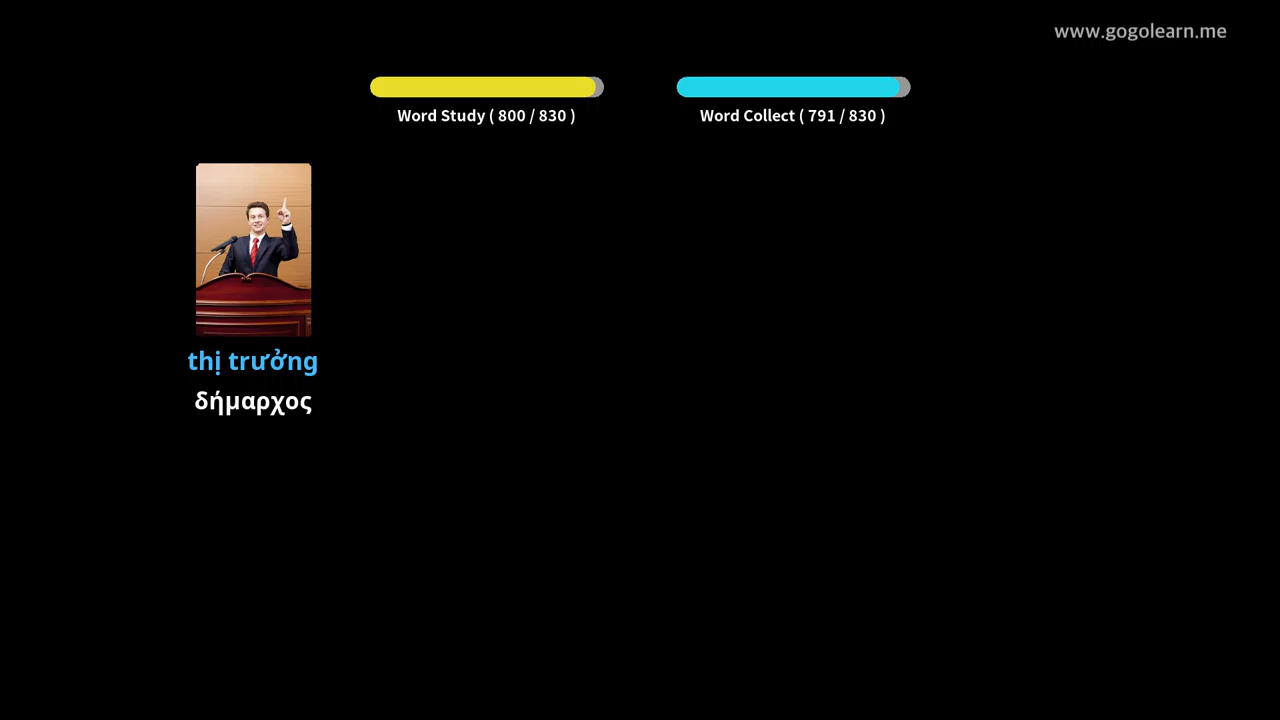 www.gogolearn.me
Word Study ( 800 / 830 )
Word Collect ( 791 / 830 )
thị trưởng
δήμαρχος